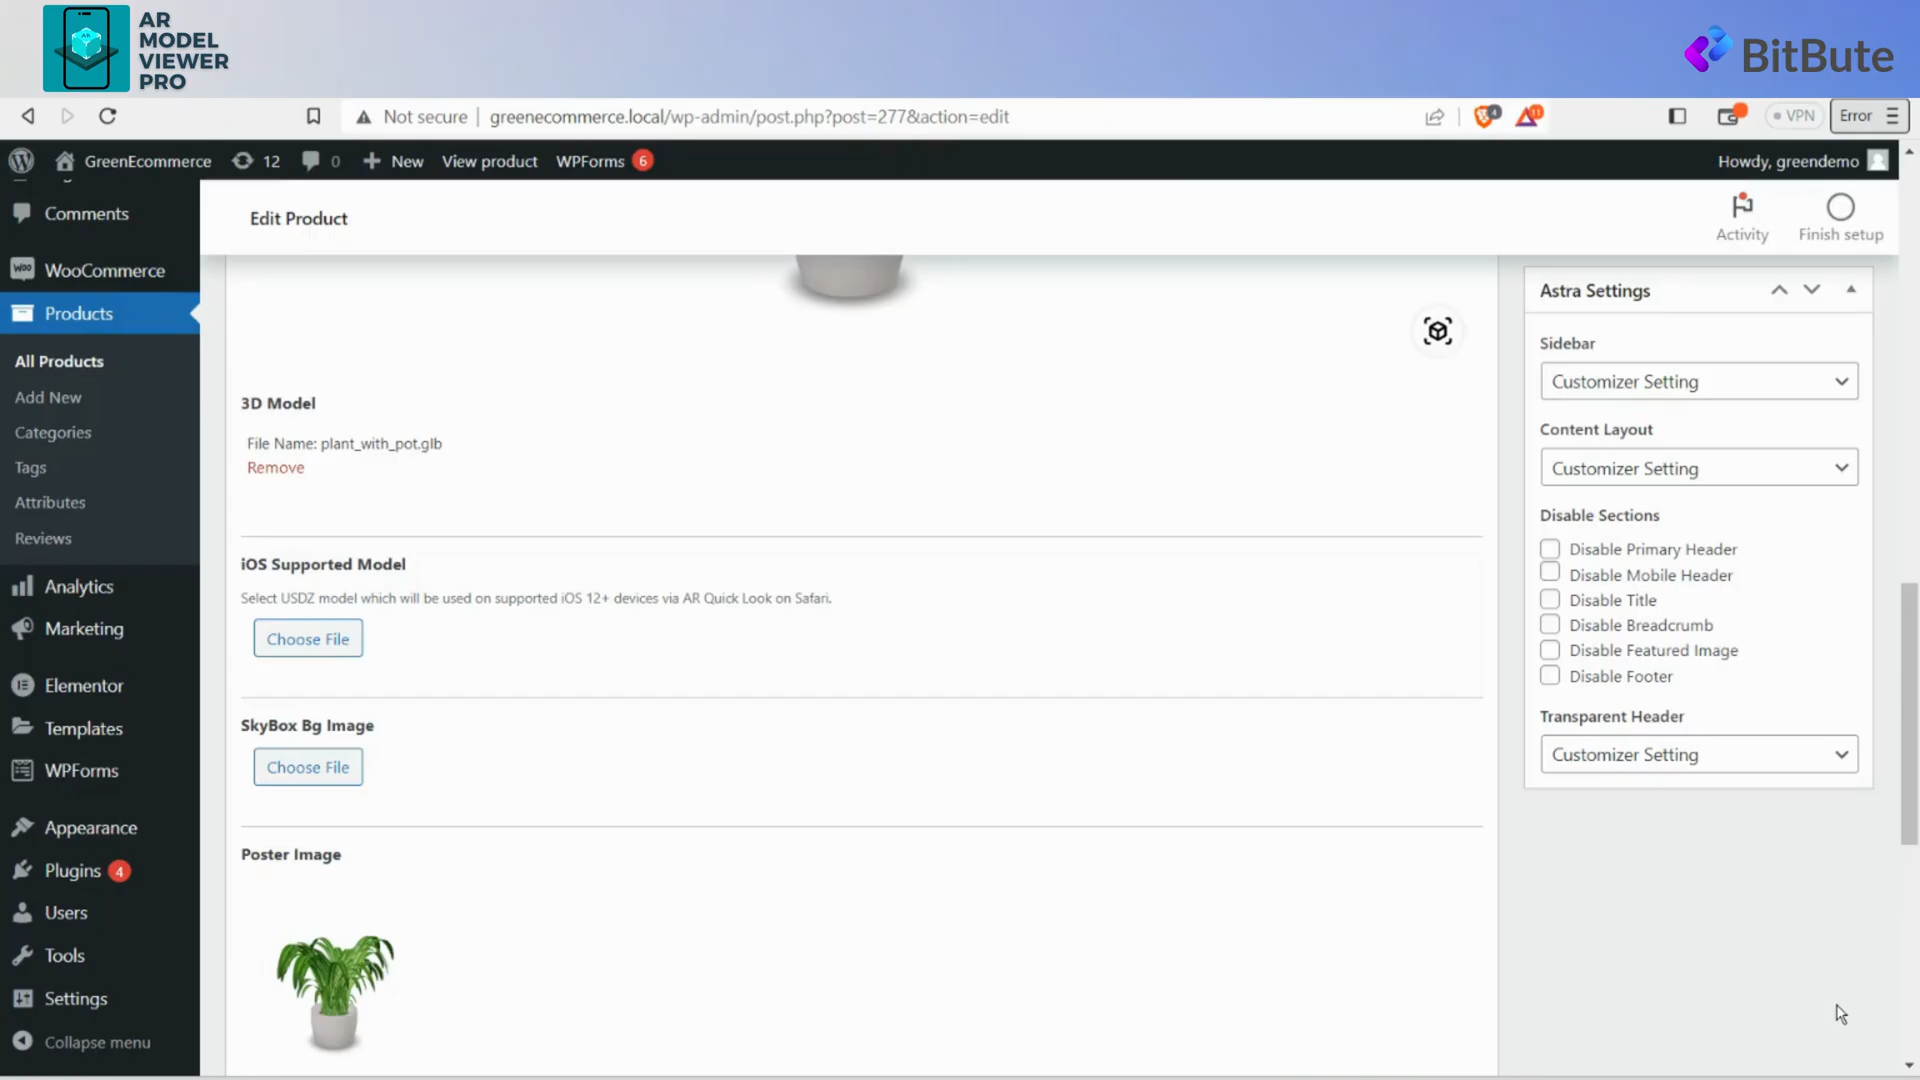 AR
MODEL
VIEWER
PRO
BitBute
Not secure greenecommerce.local/wp-admin/post.php?post=277&action=edit
VPN
Error
GreenEcommerce 12 0 New View product WPForms 6
Howdy, greendemo
Comments
WooCommerce
Products
All Products
Add New
Categories
Tags
Attributes
Reviews
Analytics
Marketing
Elementor
Templates
WPForms
Appearance
Plugins 4
Users
Tools
Settings
Collapse menu
Edit Product
Activity
Finish setup
3D Model
File Name: plant_with_pot.glb
Remove
iOS Supported Model
Select USDZ model which will be used on supported iOS 12+ devices via AR Quick Look on Safari.
Choose File
SkyBox Bg Image
Choose File
Poster Image
Astra Settings
Sidebar
Customizer Setting
Content Layout
Customizer Setting
Disable Sections
Disable Primary Header
Disable Mobile Header
Disable Title
Disable Breadcrumb
Disable Featured Image
Disable Footer
Transparent Header
Customizer Setting